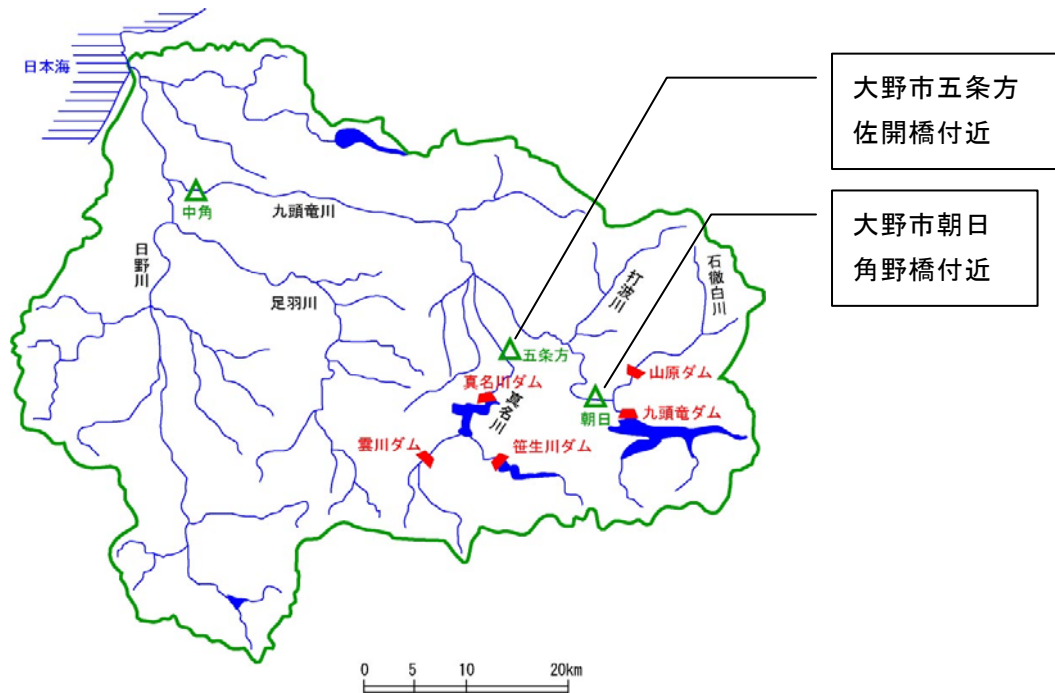 日本海
大野市五条方
佐開橋付近
中角
九頭竜川
大野市朝日
角野橋付近
日野川
足羽川
打波川
石徹白川
五条方
真名川ダム
真名川
山原ダム
朝日
九頭竜ダム
雲川ダム
笹生川ダム
0 5 10 20km